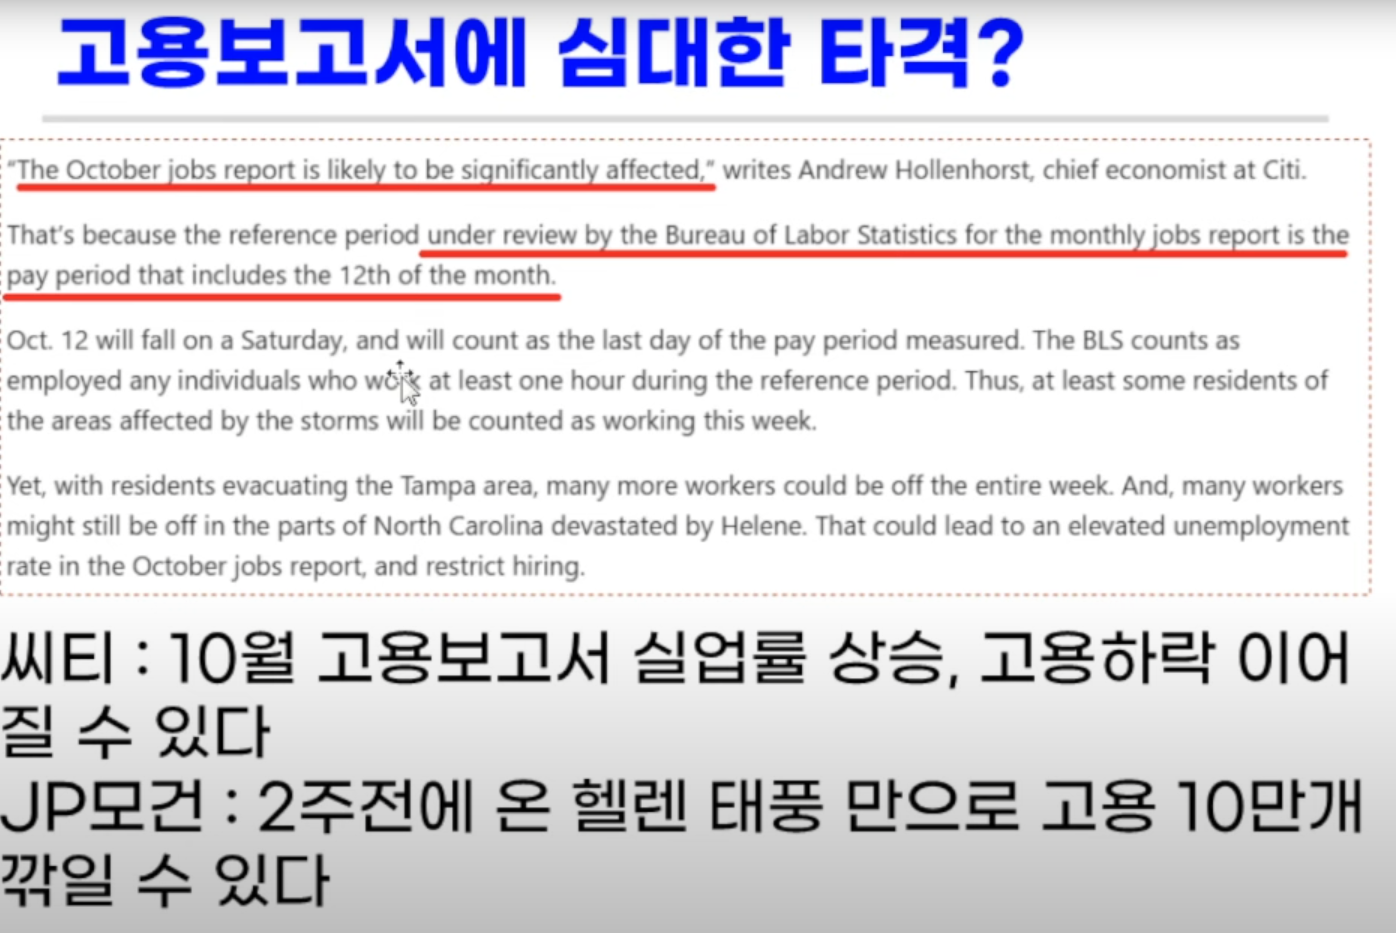 고용보고서에 심대한 타격?
“The October jobs report is likely to be significantly affected,” writes Andrew Hollenhorst, chief economist at Citi.
That’s because the reference period under review by the Bureau of Labor Statistics for the monthly jobs report is the
pay period that includes the 12th of the month.
Oct. 12 will fall on a Saturday, and will count as the last day of the pay period measured. The BLS counts as
employed any individuals who work at least one hour during the reference period. Thus, at least some residents of
the areas affected by the storms will be counted as working this week.
Yet, with residents evacuating the Tampa area, many more workers could be off the entire week. And, many workers
might still be off in the parts of North Carolina devastated by Helene. That could lead to an elevated unemployment
rate in the October jobs report, and restrict hiring.
씨티 : 10월 고용보고서 실업률 상승, 고용하락 이어
질 수 있다
JP모건 : 2주전에 온 헬렌 태풍 만으로 고용 10만개
깎일 수 있다